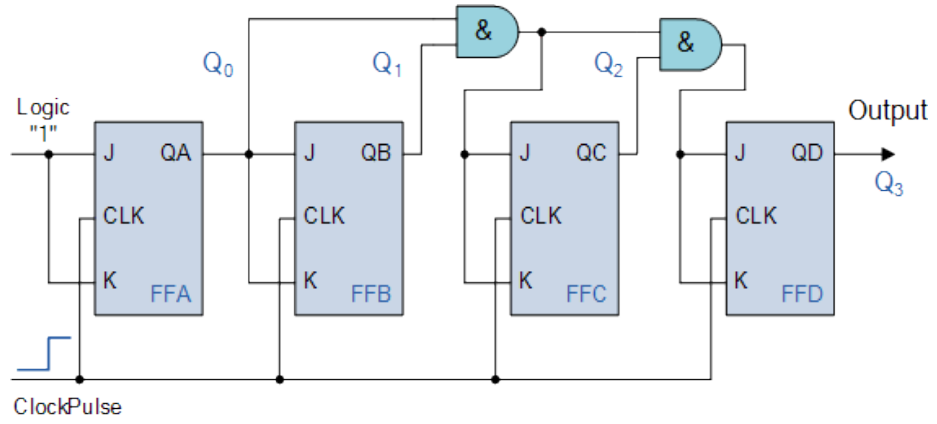 &
&
Q0
Q1
Q2
Logic
"1"
Output
J QA
J QB
J QC
J QD
Q3
CLK
CLK
CLK
CLK
K
K
K
K
FFA
FFB
FFC
FFD
ClockPulse